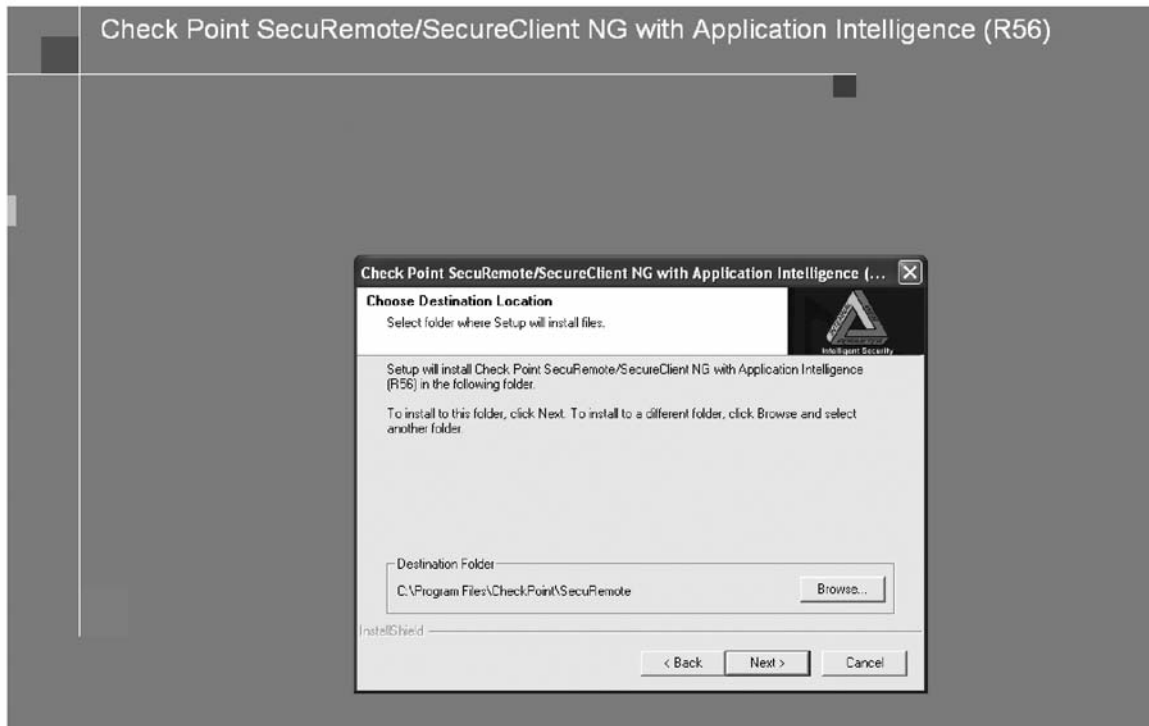 Check Point SecuRemote/SecureClient NG with Application Intelligence (R56)
Check Point SecuRemote/SecureClient NG with Application Intelligence (...
Choose Destination Location
Select folder where Setup will install files.
Intelligent Security
Setup will install Check Point SecuRemote/SecureClient NG with Application Intelligence
(R56) in the following folder.
To install to this folder, click Next. To install to a different folder, click Browse and select
another folder.
Destination Folder
C:\Program Files\CheckPoint\SecuRemote
Browse...
InstallShield
< Back
Next >
Cancel